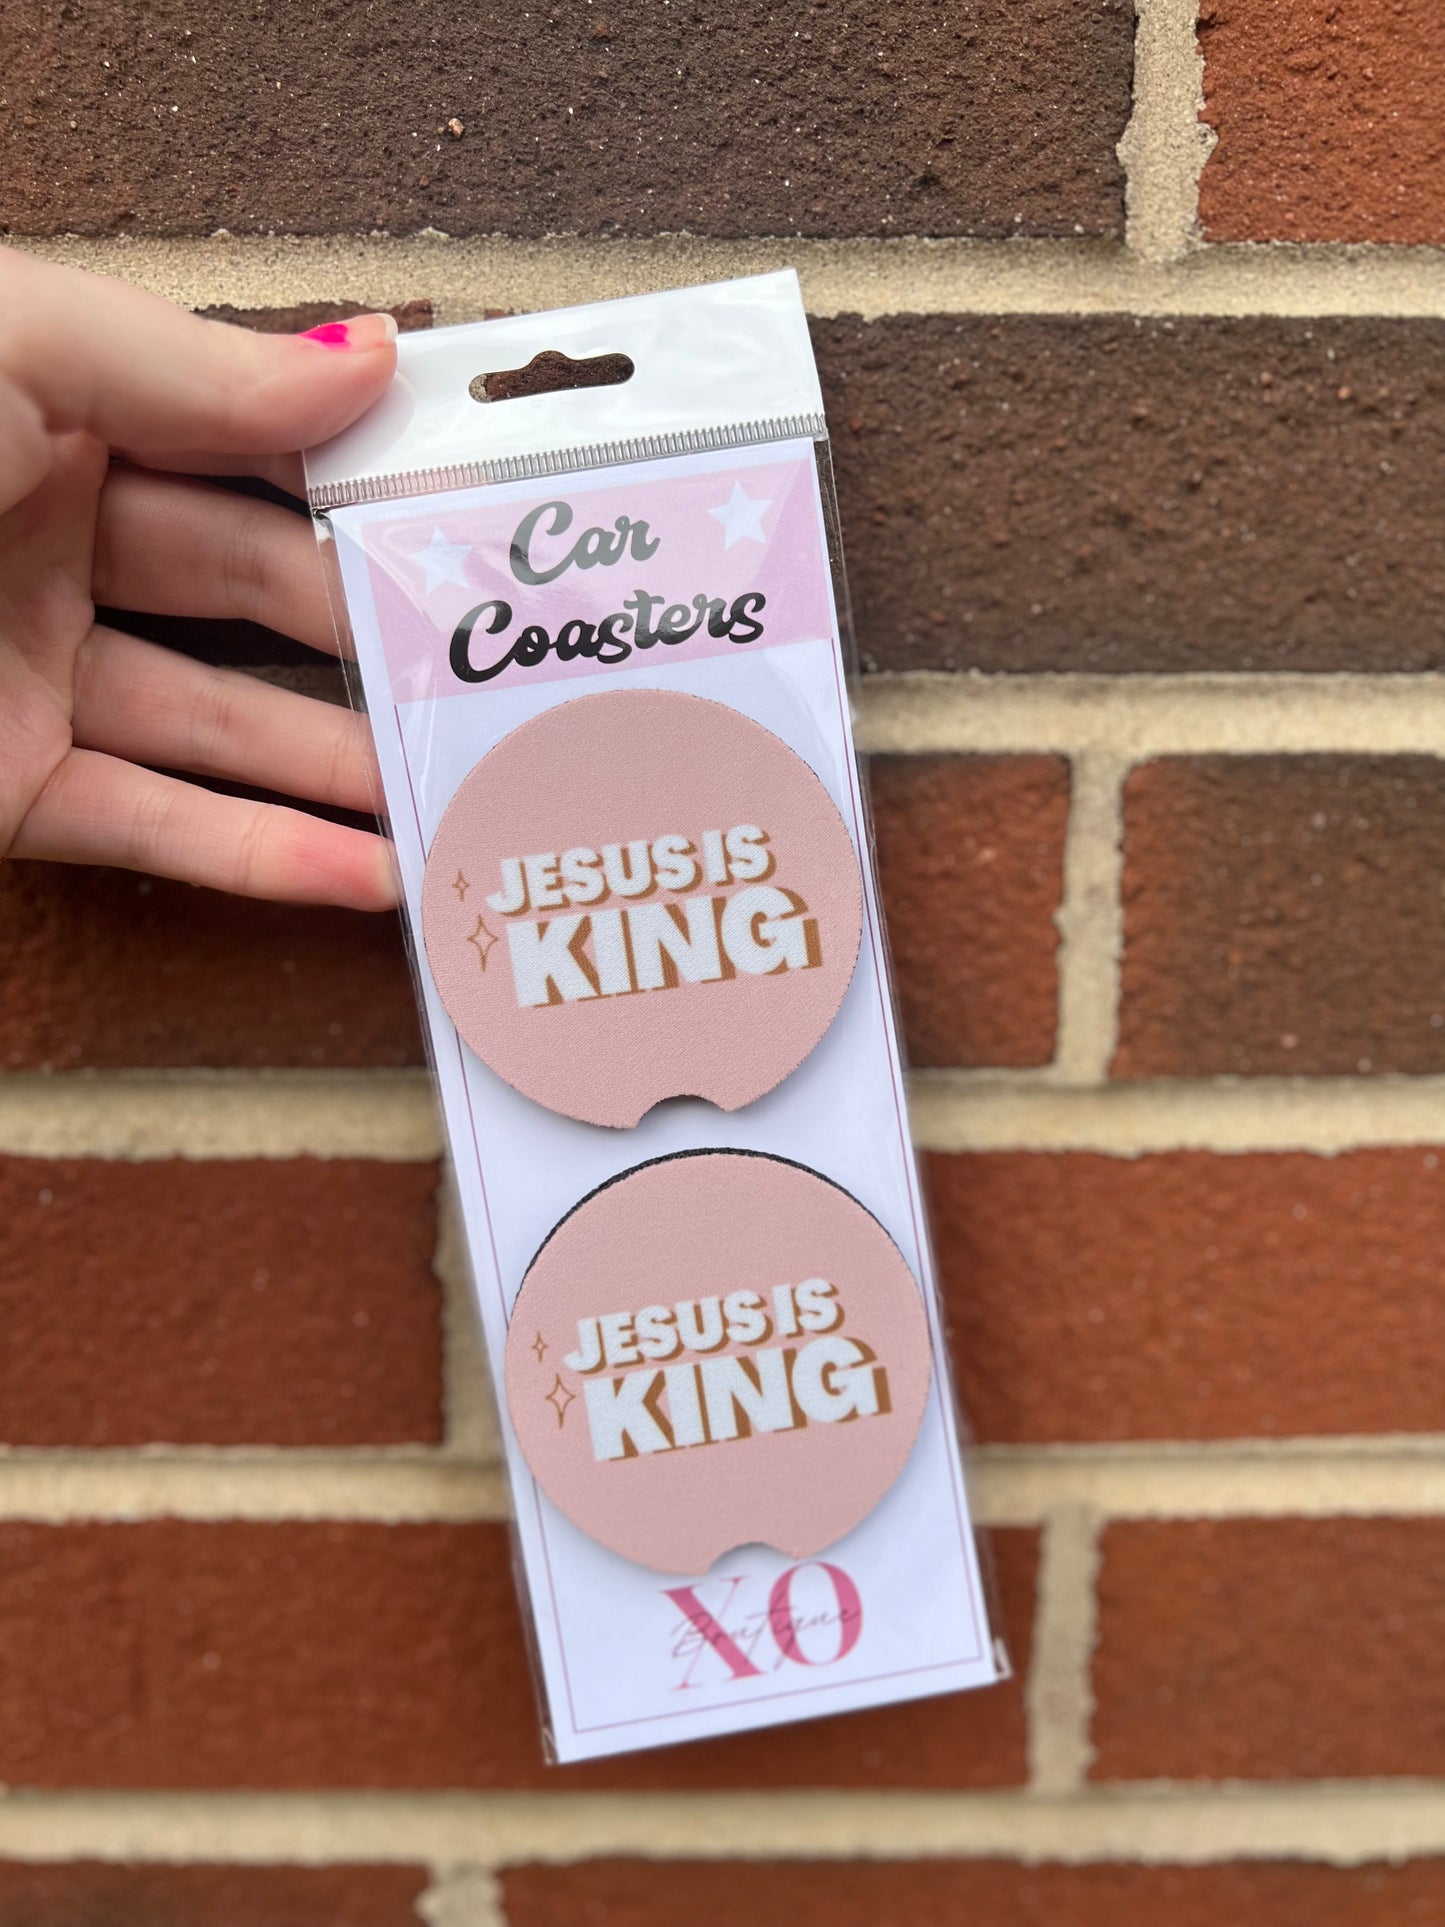 Car
Coasters
JESUS IS
KING
JESUS IS
KING
XO
Boutique